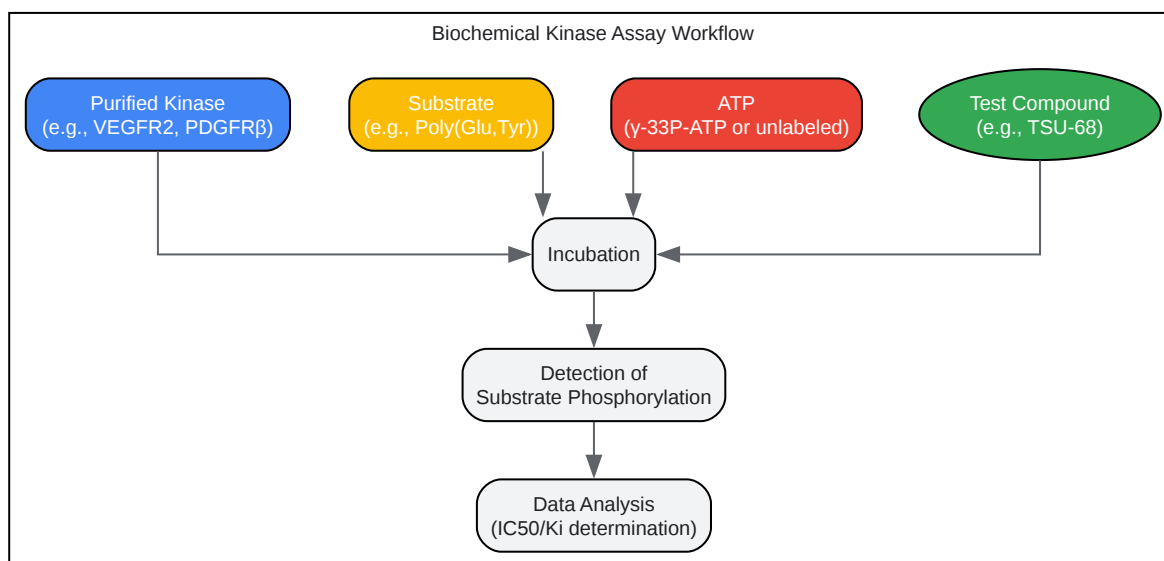 Biochemical Kinase Assay Workflow
Purified Kinase
(e.g., VEGFR2, PDGFRβ)
Substrate
(e.g., Poly(Glu,Tyr))
ATP
(γ-33P-ATP or unlabeled)
Test Compound
(e.g., TSU-68)
Incubation
Detection of
Substrate Phosphorylation
Data Analysis
(IC50/Ki determination)